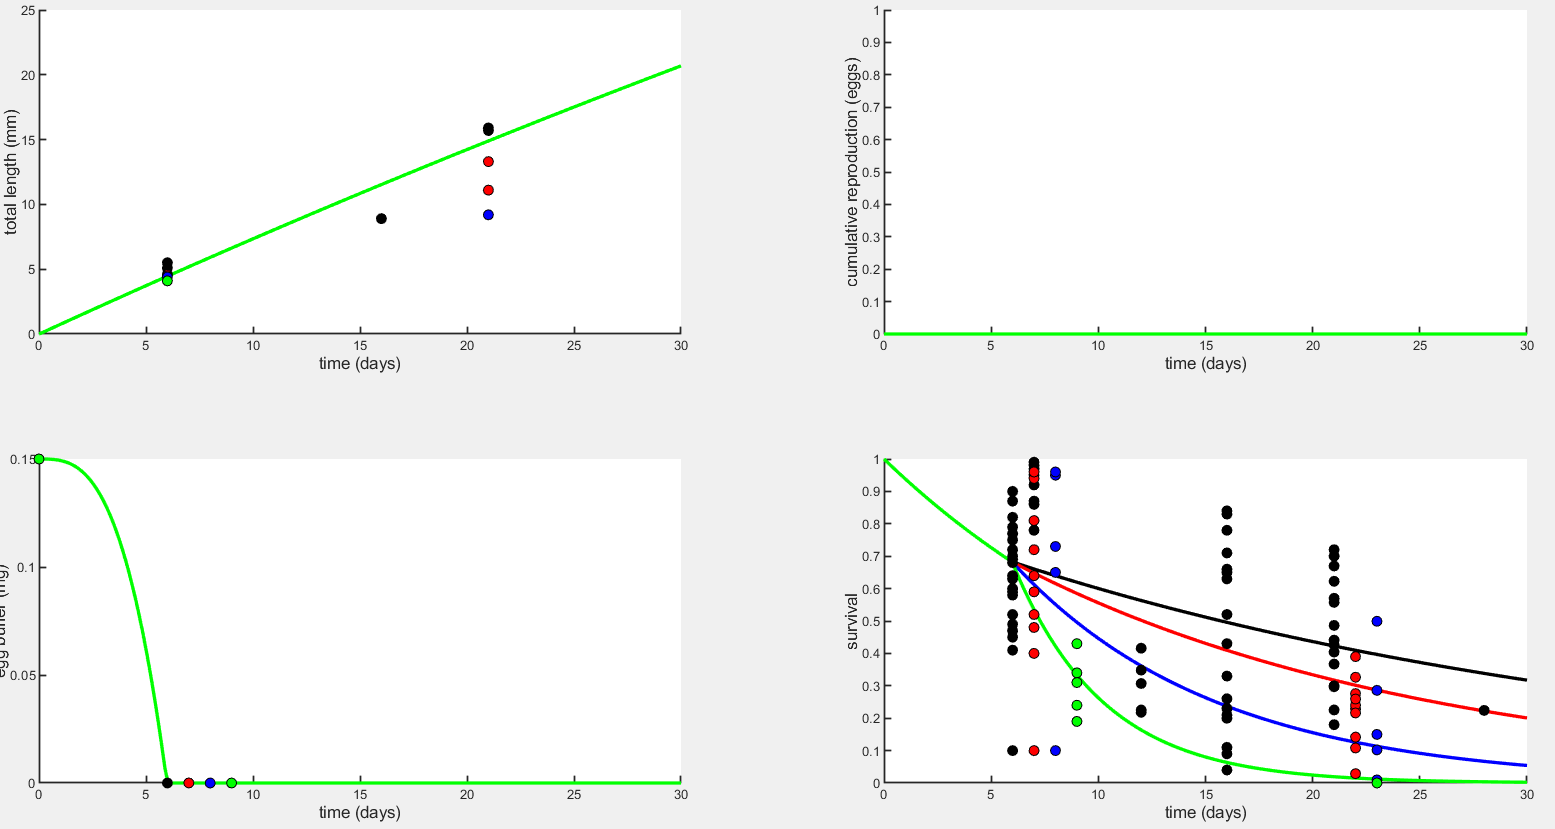 25
20
15
10
5
0
total length (mm)
0 5 10 15 20 25 30
time (days)
1
0.9
0.8
0.7
0.6
0.5
0.4
0.3
0.2
0.1
0
cumulative reproduction (eggs)
0 5 10 15 20 25 30
time (days)
0.15
0.1
0.05
0
egg buffer (mg)
0 5 10 15 20 25 30
time (days)
1
0.9
0.8
0.7
0.6
0.5
0.4
0.3
0.2
0.1
0
survival
0 5 10 15 20 25 30
time (days)